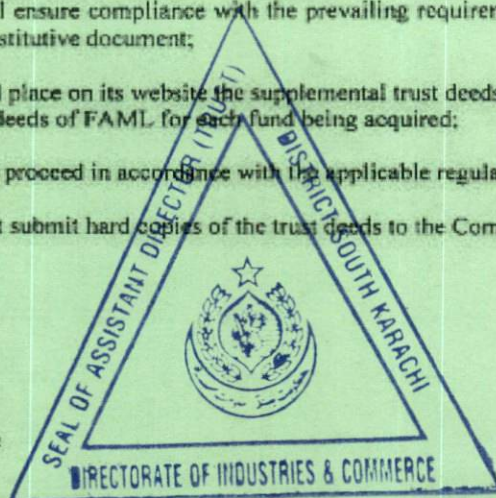 l ensure compliance with the prevailing requirem
stitutive document;
l place on its website the supplemental trust deeds
deeds of FAML for each fund being acquired;
proceed in accordance with the applicable regula
t submit hard copies of the trust deeds to the Com
SEAL OF ASSISTANT DIRECTOR (TRUST)
DISTRICT SOUTH KARACHI
DIRECTORATE OF INDUSTRIES & COMMERCE